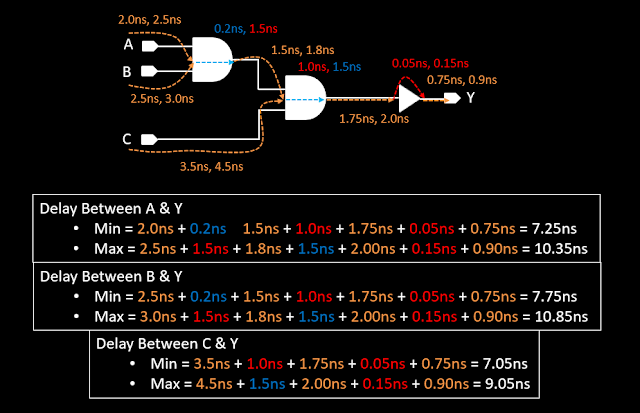 2.0ns, 2.5ns
0.2ns, 1.5ns
A
1.5ns, 1.8ns
B
1.0ns, 1.5ns
0.05ns, 0.15ns
0.75ns, 0.9ns
2.5ns, 3.0ns
Y
1.75ns, 2.0ns
C
3.5ns, 4.5ns
Delay Between A & Y
• Min = 2.0ns + 0.2ns 1.5ns + 1.0ns + 1.75ns + 0.05ns + 0.75ns = 7.25ns
• Max = 2.5ns + 1.5ns + 1.8ns + 1.5ns + 2.00ns + 0.15ns + 0.90ns = 10.35ns
Delay Between B & Y
• Min = 2.5ns + 0.2ns + 1.5ns + 1.0ns + 1.75ns + 0.05ns + 0.75ns = 7.75ns
• Max = 3.0ns + 1.5ns + 1.8ns + 1.5ns + 2.00ns + 0.15ns + 0.90ns = 10.85ns
Delay Between C & Y
• Min = 3.5ns + 1.0ns + 1.75ns + 0.05ns + 0.75ns = 7.05ns
• Max = 4.5ns + 1.5ns + 2.00ns + 0.15ns + 0.90ns = 9.05ns